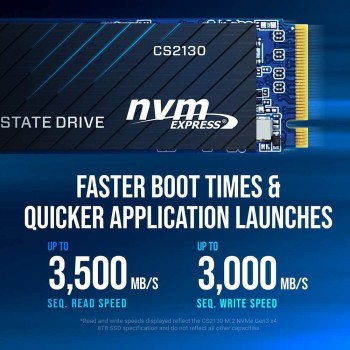 CS2130
nvm
EXPRESS®
STATE DRIVE
FASTER BOOT TIMES &
QUICKER APPLICATION LAUNCHES
UP TO UP TO
3,500 MB/S 3,000 MB/S
SEQ. READ SPEED SEQ. WRITE SPEED
*Read and write speeds displayed reflect the CS2130 M.2 NVMe Gen3 x4
8TB SSD specification and do not reflect all other capacities